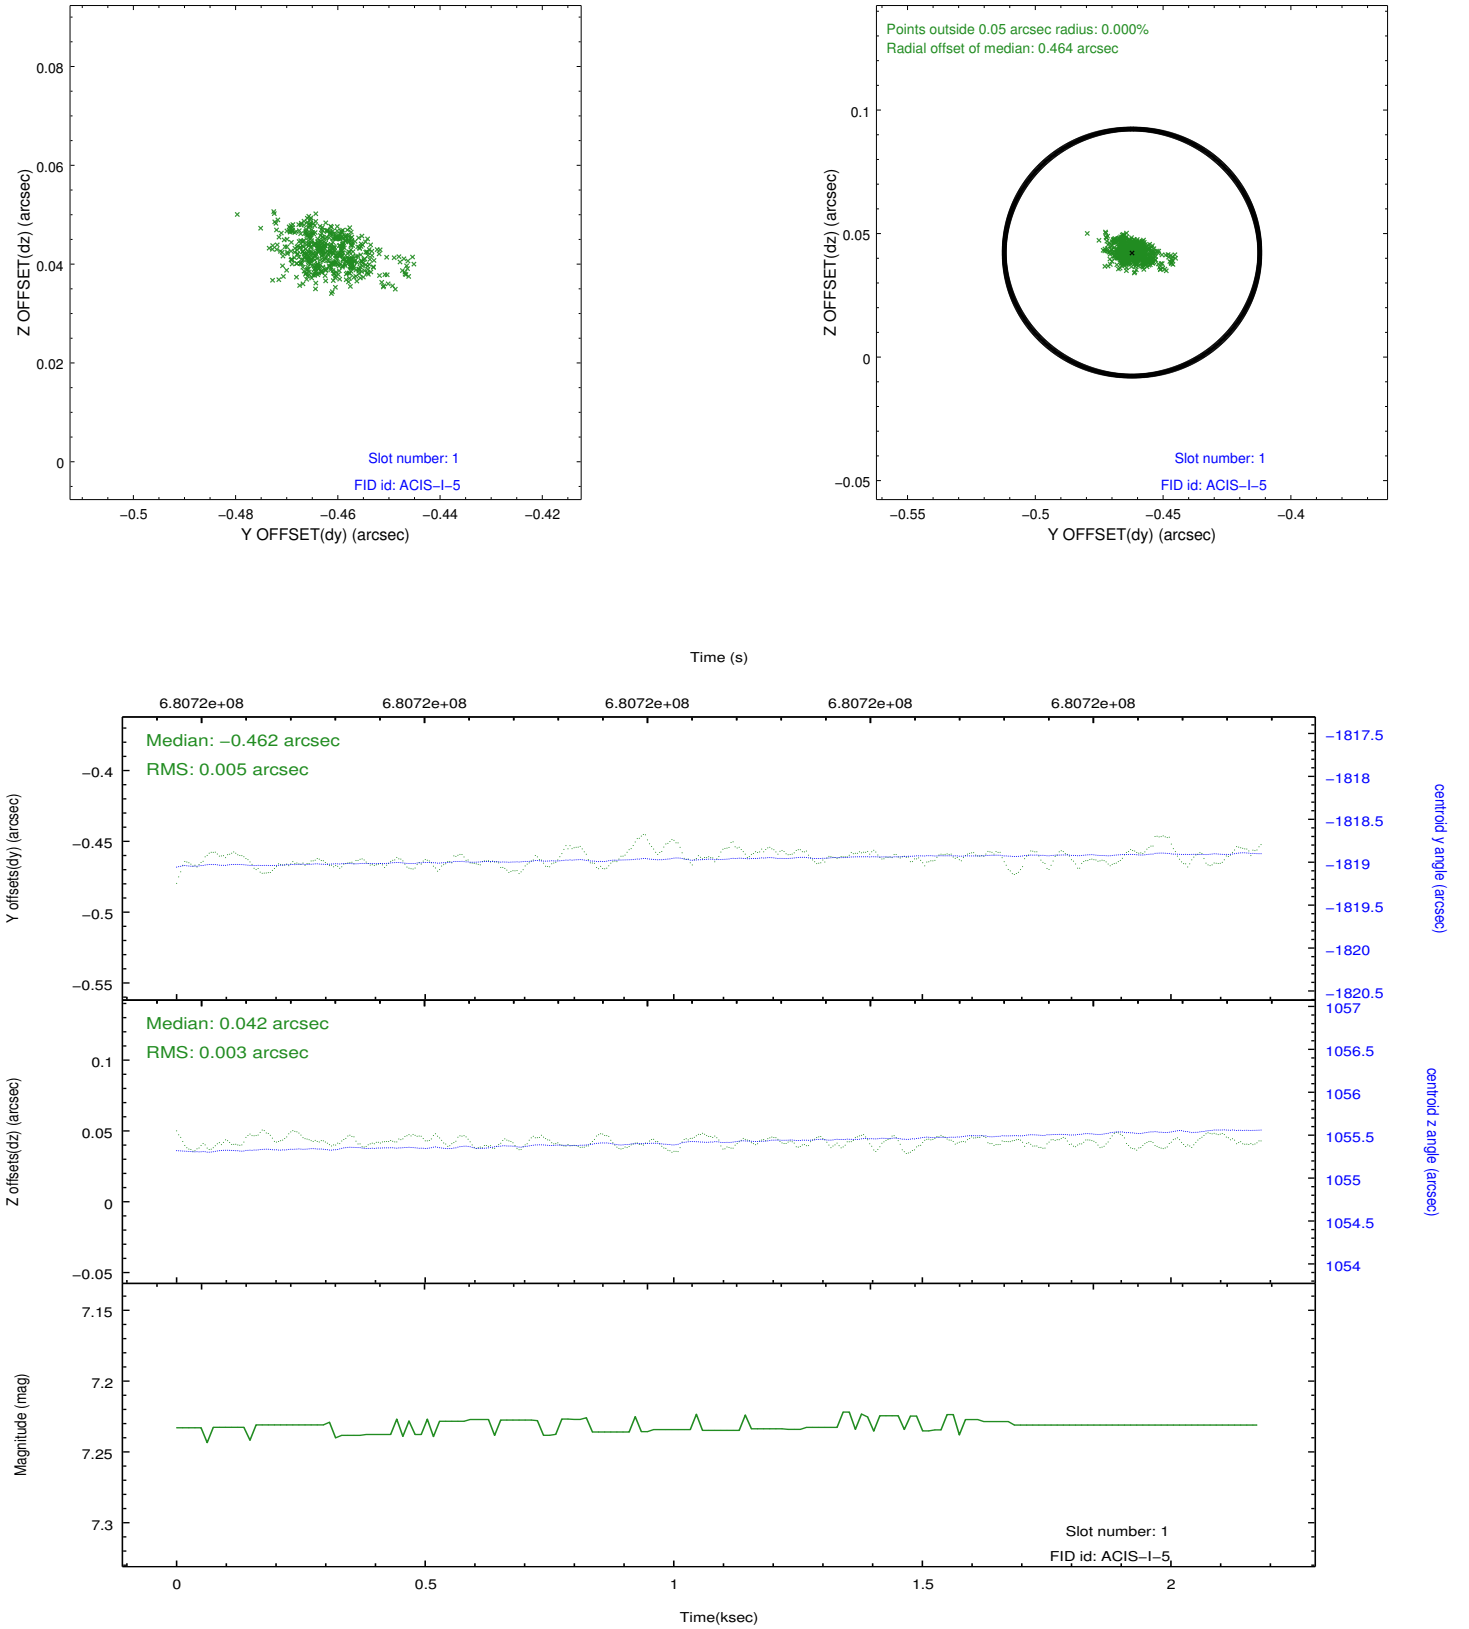 0.08
0.06
0.04
0.02
0
Z OFFSET(dz) (arcsec)
Slot number: 1
FID id: ACIS−I−5
−0.5
−0.48
−0.46
−0.44
−0.42
Y OFFSET(dy) (arcsec)
Points outside 0.05 arcsec radius: 0.000%
Radial offset of median: 0.464 arcsec
0.1
0.05
0
−0.05
Z OFFSET(dz) (arcsec)
Slot number: 1
FID id: ACIS−I−5
−0.55
−0.5
−0.45
−0.4
Y OFFSET(dy) (arcsec)
Time (s)
6.8072e+08
6.8072e+08
6.8072e+08
6.8072e+08
6.8072e+08
Median: −0.462 arcsec
RMS: 0.005 arcsec
−0.4
−0.45
−0.5
−0.55
Y offsets(dy) (arcsec)
−1817.5
−1818
−1818.5
−1819
−1819.5
−1820
−1820.5
centroid y angle (arcsec)
Median: 0.042 arcsec
RMS: 0.003 arcsec
0.1
0.05
0
−0.05
Z offsets(dz) (arcsec)
1057
1056.5
1056
1055.5
1055
1054.5
1054
centroid z angle (arcsec)
7.15
7.2
7.25
7.3
Magnitude (mag)
Slot number: 1
FID id: ACIS−I−5
0
0.5
1
1.5
2
Time(ksec)